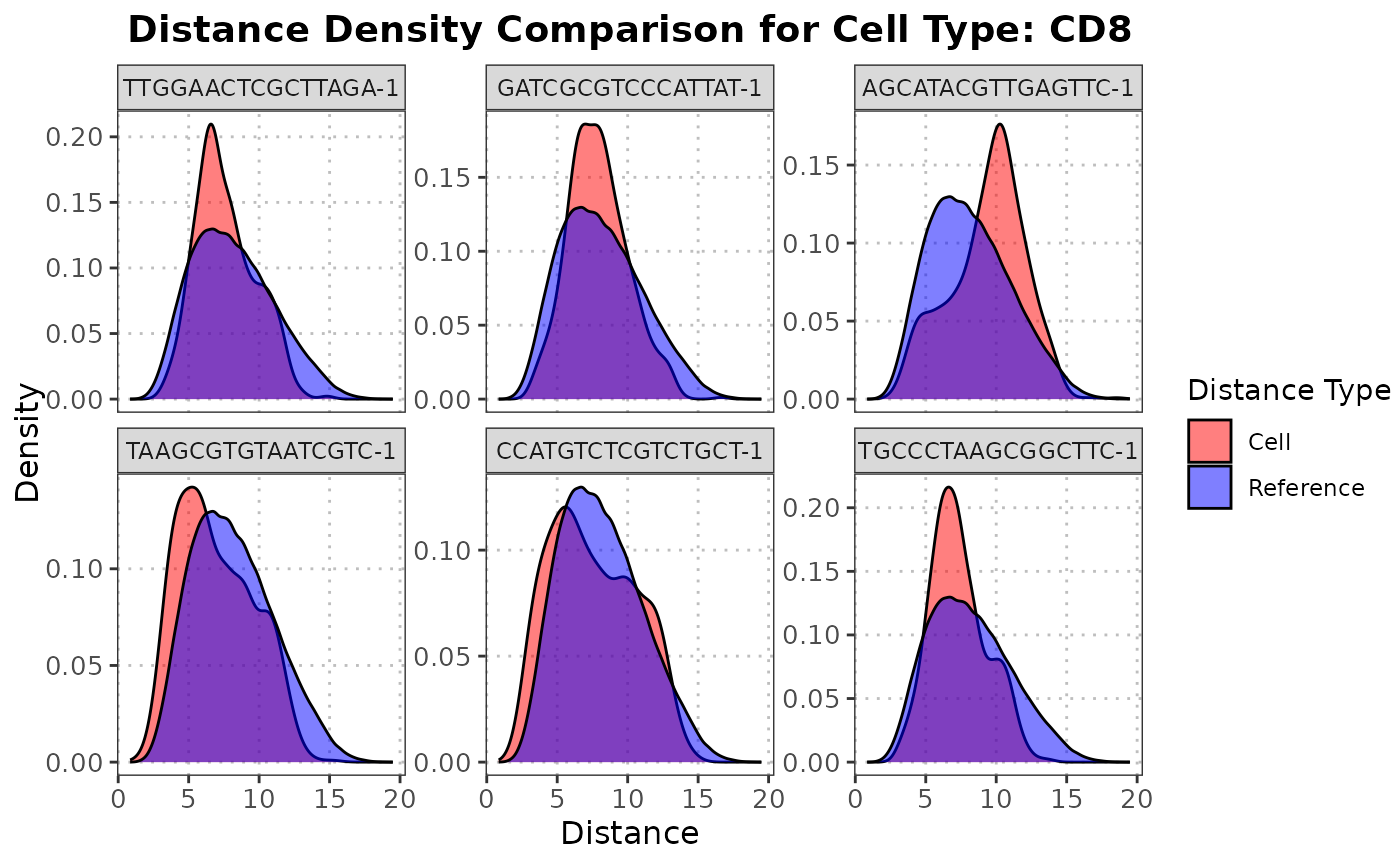 Distance Density Comparison for Cell Type: CD8
TTGGAACTCGCTTAGA-1
GATCGCGTCCCATTAT-1
AGCATACGTTGAGTTC-1
0.20
0.15
0.10
0.05
0.00
0.15
0.10
0.05
0.00
0.15
0.10
0.05
0.00
TAAGCGTGTAATCGTC-1
CCATGTCTCGTCTGCT-1
TGCCCTAAGCGGCTTC-1
0.10
0.05
0.00
0.10
0.05
0.00
0.20
0.15
0.10
0.05
0.00
0 5 10 15 20
0 5 10 15 20
0 5 10 15 20
Density
Distance
Distance Type
Cell
Reference